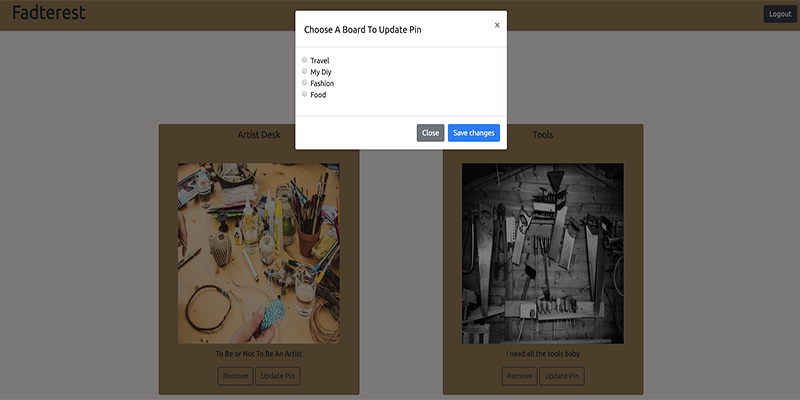 Fadterest
Logout
Choose A Board To Update Pin
×
Travel
My Diy
Fashion
Food
Close
Save changes
Artist Desk
To Be or Not To Be An Artist
Remove
Update Pin
Tools
I need all the tools baby
Remove
Update Pin